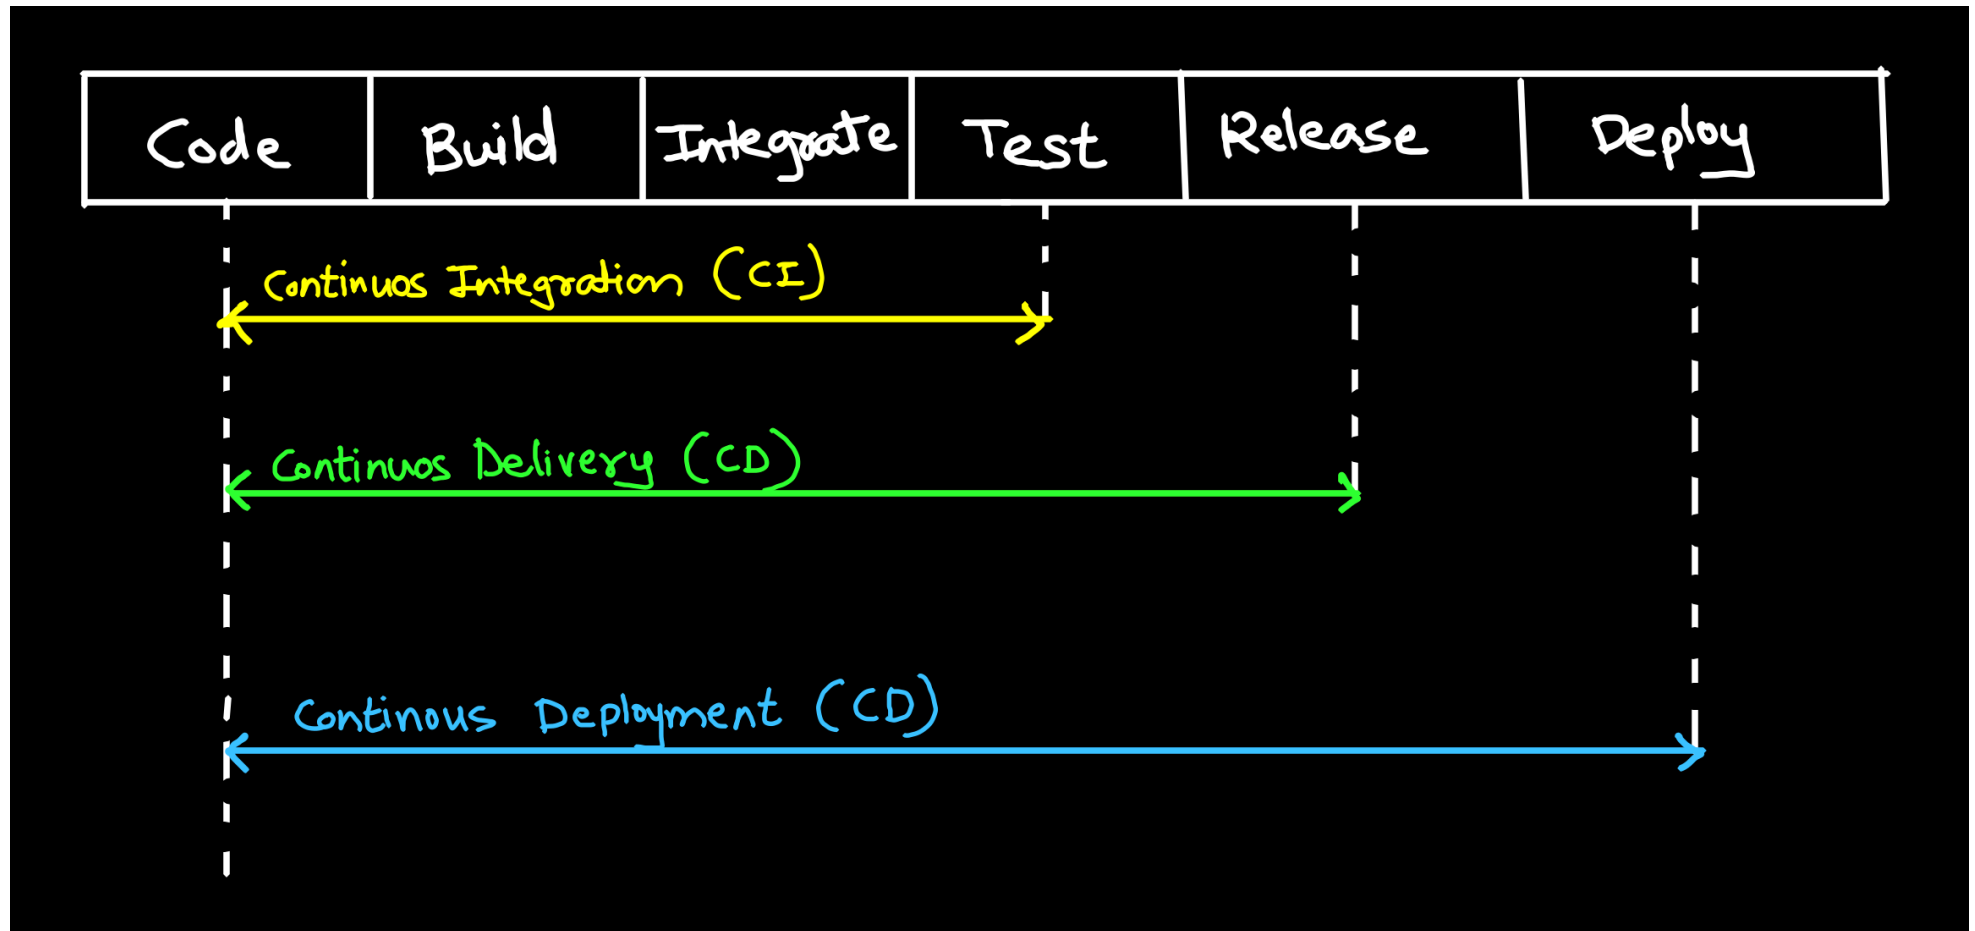 Code Build Integrate Test Release Deploy
Continuos Integration (CI)
Continuos Delivery (CD)
Continous Deployment (CD)